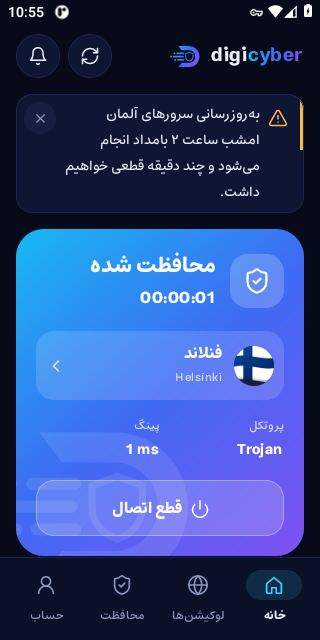 10:55
digicyber
به‌روزرسانی سرورهای آلمان
امشب ساعت ۲ بامداد انجام
می‌شود و چند دقیقه قطعی خواهیم
داشت.
محافظت شده
00:00:01
فنلاند
Helsinki
پروتکل
پینگ
Trojan
1 ms
قطع اتصال
خانه
لوکیشن‌ها
محافظت
حساب